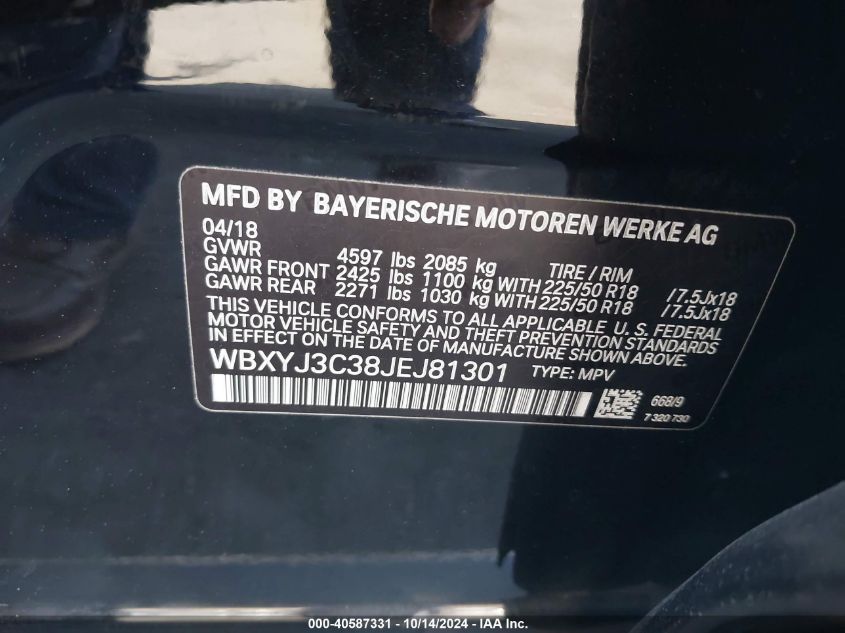 MFD BY BAYERISCHE MOTOREN WERKE AG
04/18
GVWR 4597 lbs 2085 kg TIRE / RIM
GAWR FRONT 2425 lbs 1100 kg WITH 225/50 R18 /7.5Jx18
GAWR REAR 2271 lbs 1030 kg WITH 225/50 R18 /7.5Jx18
THIS VEHICLE CONFORMS TO ALL APPLICABLE U. S. FEDERAL
MOTOR VEHICLE SAFETY AND THEFT PREVENTION STANDARDS
IN EFFECT ON THE DATE OF MANUFACTURE SHOWN ABOVE.
WBXYJ3C38JEJ81301 TYPE: MPV
668/9
7 320 730
000-40587331 - 10/14/2024 - IAA Inc.